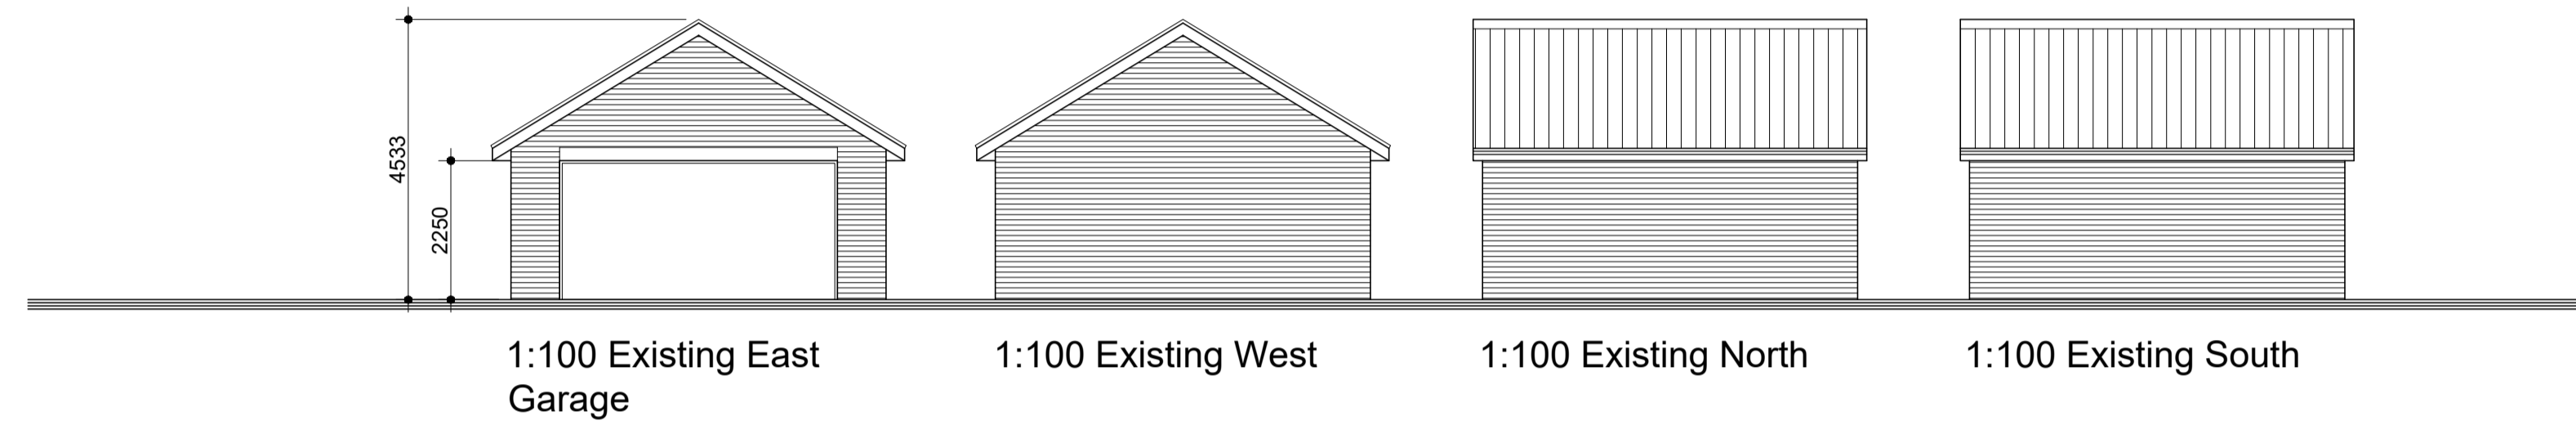 4533
2250
1:100 Existing East
Garage
1:100 Existing West
1:100 Existing North
1:100 Existing South